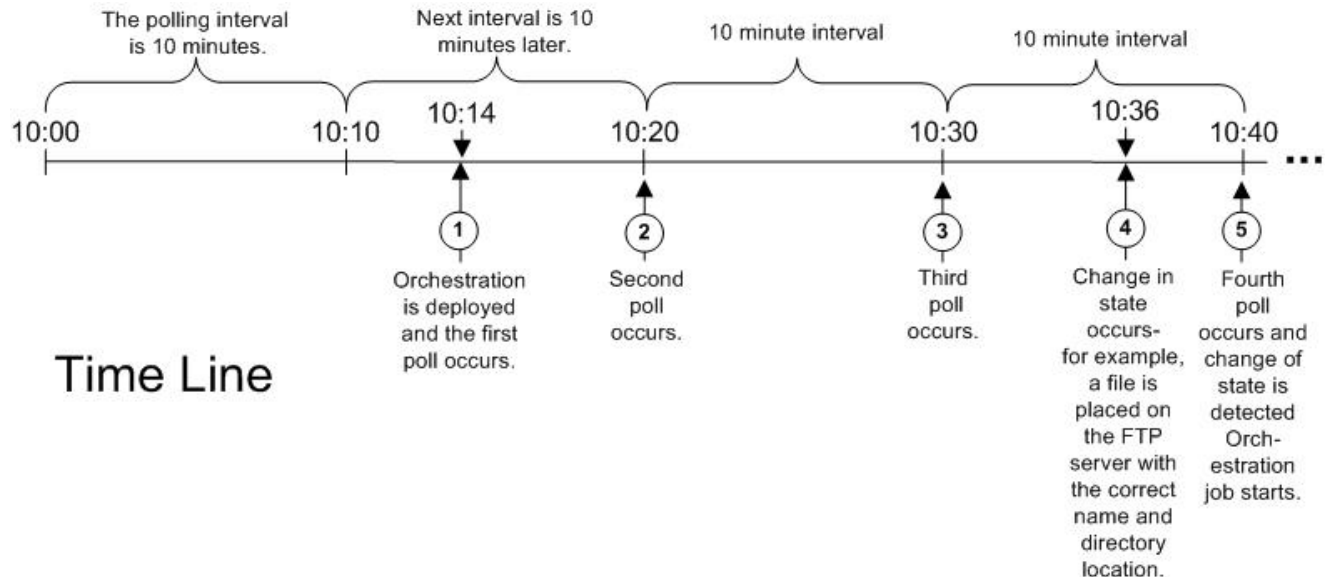 The polling interval
is 10 minutes.
Next interval is 10
minutes later.
10 minute interval
10 minute interval
10:00
10:10
10:14
10:20
10:30
10:36
10:40
...
1
2
3
4
5
Orchestration
is deployed
and the first
poll occurs.
Second
poll
occurs.
Third
poll
occurs.
Change in
state
occurs-
for example,
a file is
placed on
the FTP
server with
the correct
name and
directory
location.
Fourth
poll
occurs and
change of
state is
detected
Orch-
estration
job starts.
Time Line